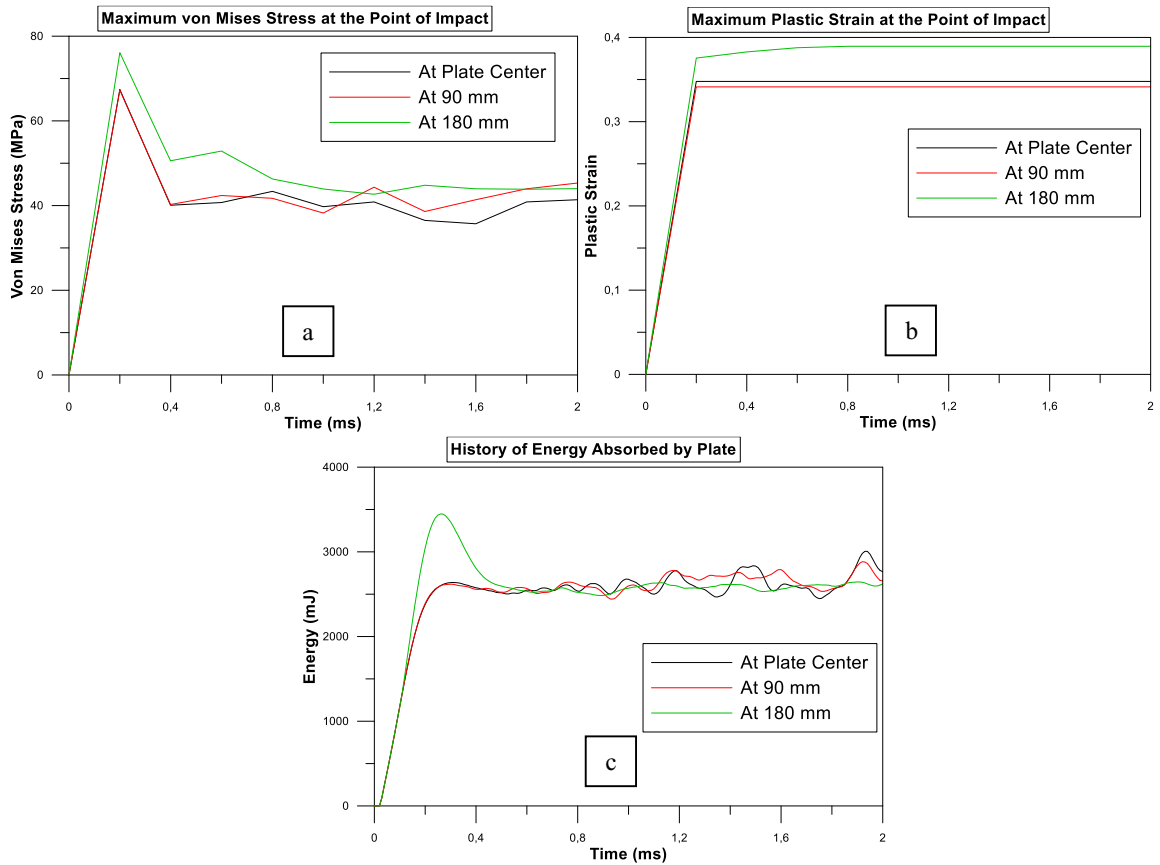 Maximum von Mises Stress at the Point of Impact
80
60
40
20
0
Von Mises Stress (MPa)
At Plate Center
At 90 mm
At 180 mm
a
0 0,4 0,8 1,2 1,6 2
Time (ms)
Maximum Plastic Strain at the Point of Impact
0,4
0,3
0,2
0,1
0
Plastic Strain
At Plate Center
At 90 mm
At 180 mm
b
0 0,4 0,8 1,2 1,6 2
Time (ms)
History of Energy Absorbed by Plate
4000
3000
2000
1000
0
Energy (mJ)
At Plate Center
At 90 mm
At 180 mm
c
0 0,4 0,8 1,2 1,6 2
Time (ms)